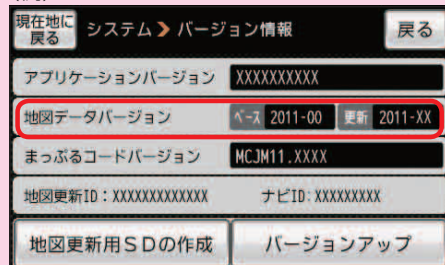 現在地に
戻る
システム❯バージョン情報
戻る
アプリケーションバージョン XXXXXXXXXX
地図データバージョン ベース 2011-00 更新 2011-XX
まっぷるコードバージョン MCJM11.XXXX
地図更新ID：XXXXXXXXXXXXX ナビID：XXXXXXXXX
地図更新用SDの作成 バージョンアップ